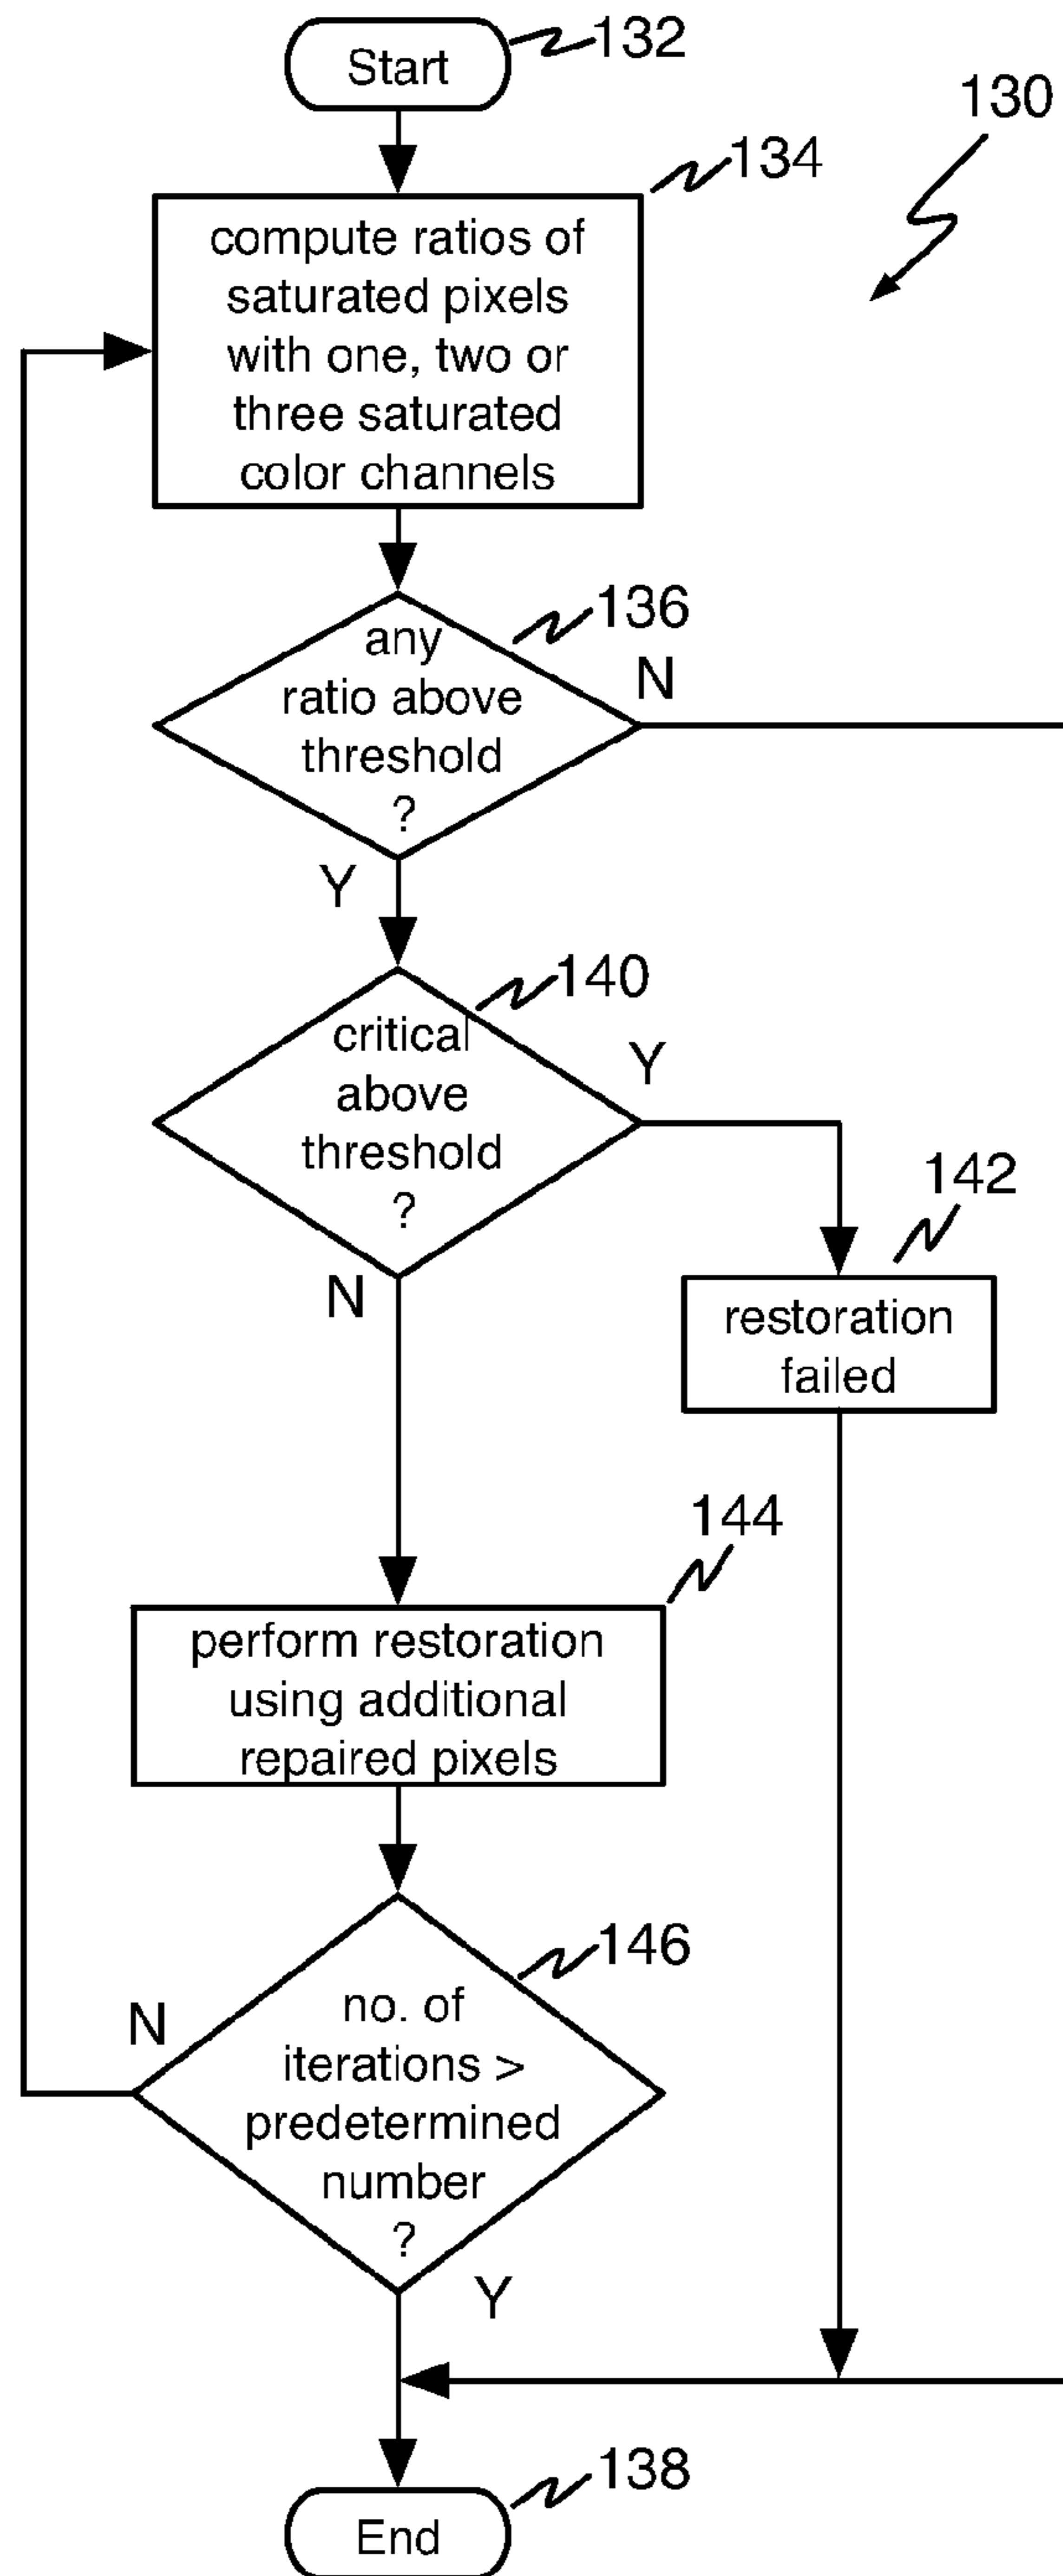 Start
132
130
134
compute ratios of
saturated pixels
with one, two or
three saturated
color channels
136
any
ratio above
threshold
?
N
Y
140
critical
above
threshold
?
Y
N
142
restoration
failed
144
perform restoration
using additional
repaired pixels
146
no. of
iterations >
predetermined
number
?
N
Y
138
End